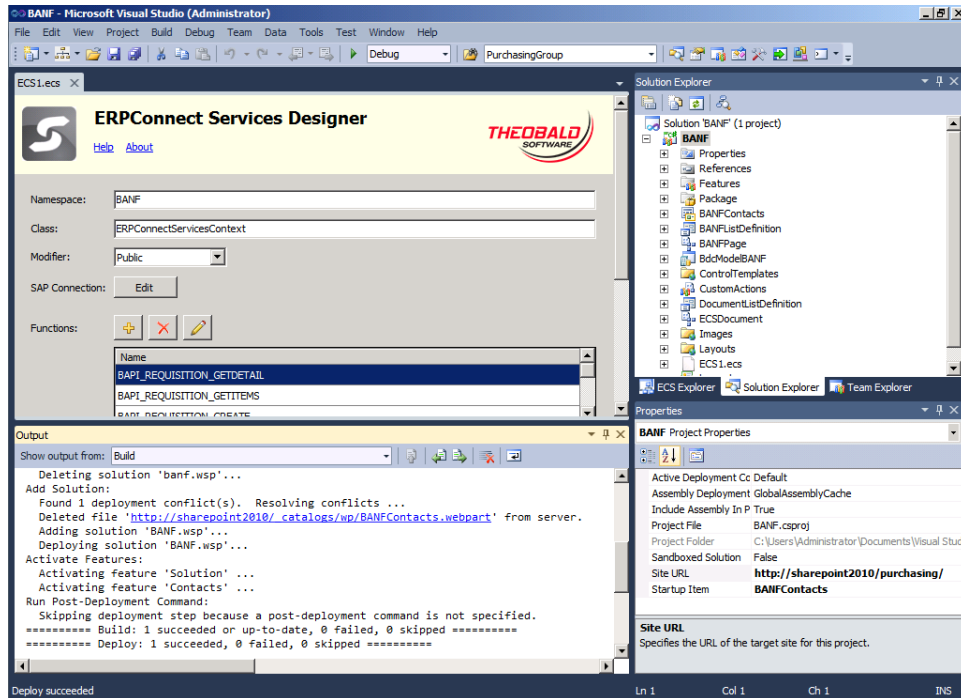 BANF - Microsoft Visual Studio (Administrator)
File Edit View Project Build Debug Team Data Tools Test Window Help
Debug PurchasingGroup
ECS1.ecs
ERPConnect Services Designer
Help About
THEOBALD
SOFTWARE
Namespace: BANF
Class: ERPConnectServicesContext
Modifier: Public
SAP Connection: Edit
Functions:
Name
BAPI_REQUISITION_GETDETAIL
BAPI_REQUISITION_GETITEMS
BAPI_REQUISITION_CREATE
Output
Show output from: Build
Deleting solution 'banf.wsp'...
Add Solution:
Found 1 deployment conflict(s). Resolving conflicts ...
Deleted file 'http://sharepoint2010/_catalogs/wp/BANFContacts.webpart' from server.
Adding solution 'BANF.wsp'...
Deploying solution 'BANF.wsp'...
Activate Features:
Activating feature 'Solution' ...
Activating feature 'Contacts' ...
Run Post-Deployment Command:
Skipping deployment step because a post-deployment command is not specified.
========== Build: 1 succeeded or up-to-date, 0 failed, 0 skipped ==========
========== Deploy: 1 succeeded, 0 failed, 0 skipped ==========
Solution Explorer
Solution 'BANF' (1 project)
BANF
Properties
References
Features
Package
BANFContacts
BANFListDefinition
BANFPage
BdcModelBANF
ControlTemplates
CustomActions
DocumentListDefinition
ECSDocument
Images
Layouts
ECS1.ecs
ECS Explorer Solution Explorer Team Explorer
Properties
BANF Project Properties
Active Deployment Cc Default
Assembly Deployment GlobalAssemblyCache
Include Assembly In P True
Project File BANF.csproj
Project Folder C:\Users\Administrator\Documents\Visual Stud
Sandboxed Solution False
Site URL http://sharepoint2010/purchasing/
Startup Item BANFContacts
Site URL
Specifies the URL of the target site for this project.
Deploy succeeded Ln 1 Col 1 Ch 1 INS